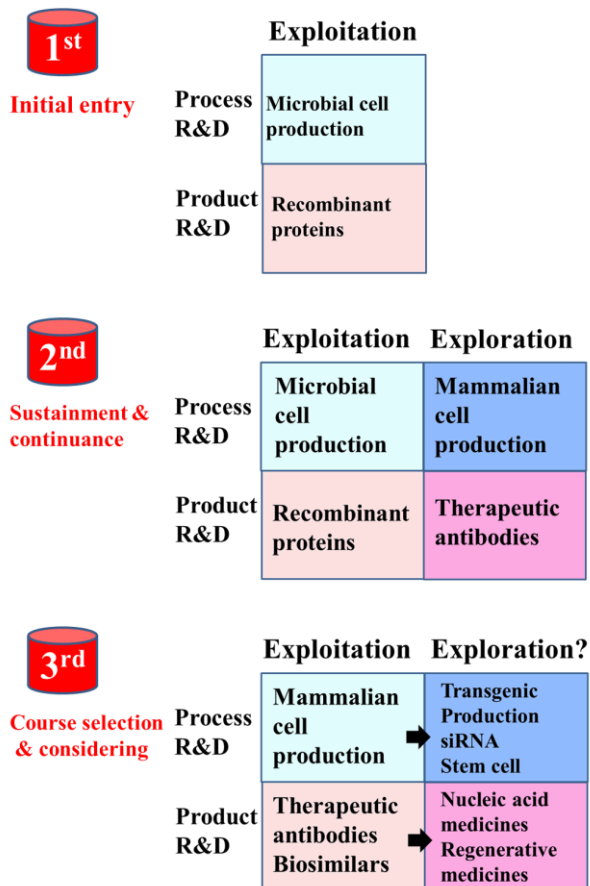 1st
Initial entry
Exploitation
Process
R&D
Microbial cell
production
Product
R&D
Recombinant
proteins
2nd
Sustainment &
continuance
Exploitation
Exploration
Process
R&D
Microbial
cell
production
Mammalian
cell
production
Product
R&D
Recombinant
proteins
Therapeutic
antibodies
3rd
Course selection
& considering
Exploitation
Exploration?
Process
R&D
Mammalian
cell
production
Transgenic
Production
siRNA
Stem cell
Product
R&D
Therapeutic
antibodies
Biosimilars
Nucleic acid
medicines
Regenerative
medicines